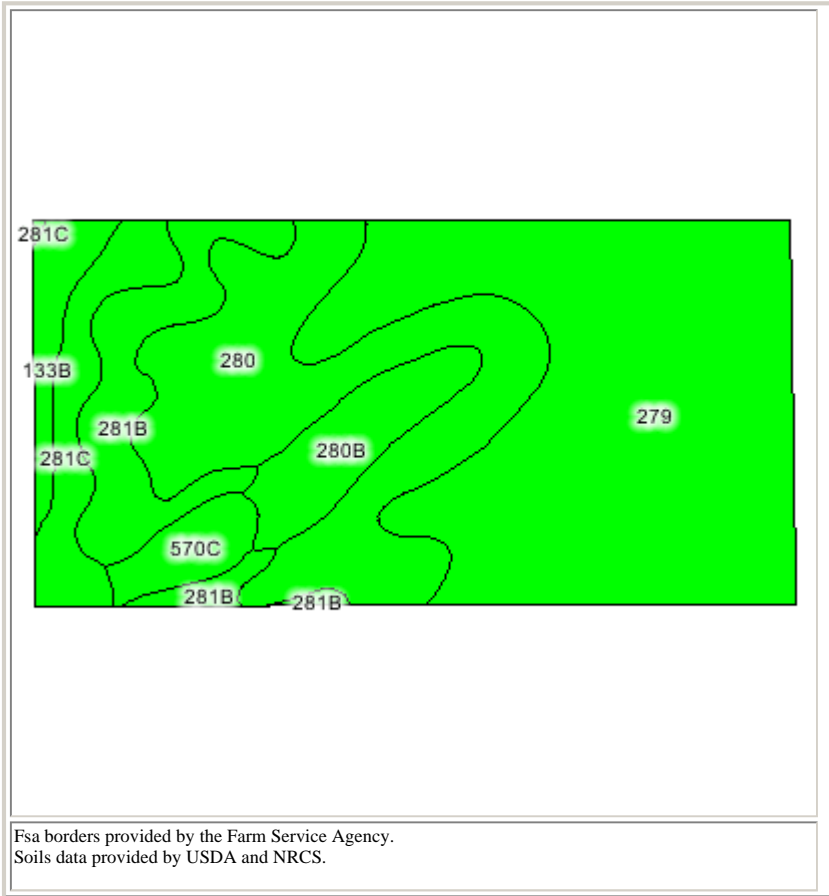 281C
280
133B
279
281B
280B
281C
570C
281B
281B
Fsa borders provided by the Farm Service Agency.
Soils data provided by USDA and NRCS.